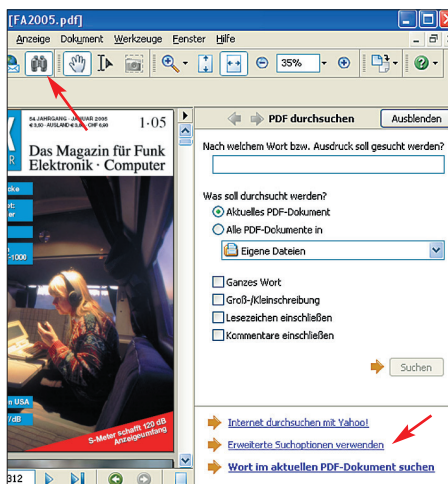 [FA2005.pdf]
Anzeige Dokument Werkzeuge Fenster Hilfe
35%
54. JAHRGANG · JANUAR 2005
1·05
Das Magazin für Funk
Elektronik · Computer
on USA
S-Meter schafft 120 dB
Anzeigeumfang
312
PDF durchsuchen
Ausblenden
Nach welchem Wort bzw. Ausdruck soll gesucht werden?
Was soll durchsucht werden?
Aktuelles PDF-Dokument
Alle PDF-Dokumente in
Eigene Dateien
Ganzes Wort
Groß-/Kleinschreibung
Lesezeichen einschließen
Kommentare einschließen
Suchen
Internet durchsuchen mit Yahoo!
Erweiterte Suchoptionen verwenden
Wort im aktuellen PDF-Dokument suchen